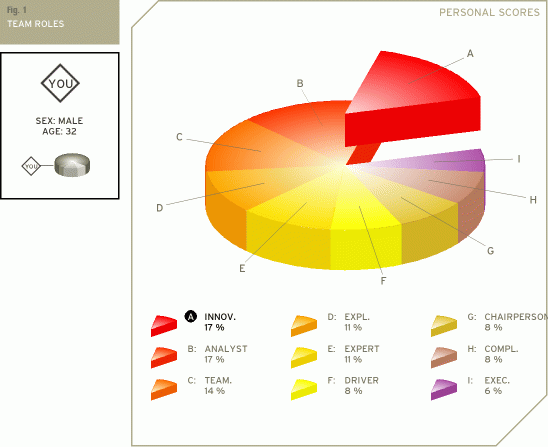 Fig. 1
TEAM ROLES
PERSONAL SCORES
YOU
SEX: MALE
AGE: 32
YOU
A
B
C
D
E
F
G
H
I
A INNOV.
17 %
B: ANALYST
17 %
C: TEAM.
14 %
D: EXPL.
11 %
E: EXPERT
11 %
F: DRIVER
8 %
G: CHAIRPERSON
8 %
H: COMPL.
8 %
I: EXEC.
6 %